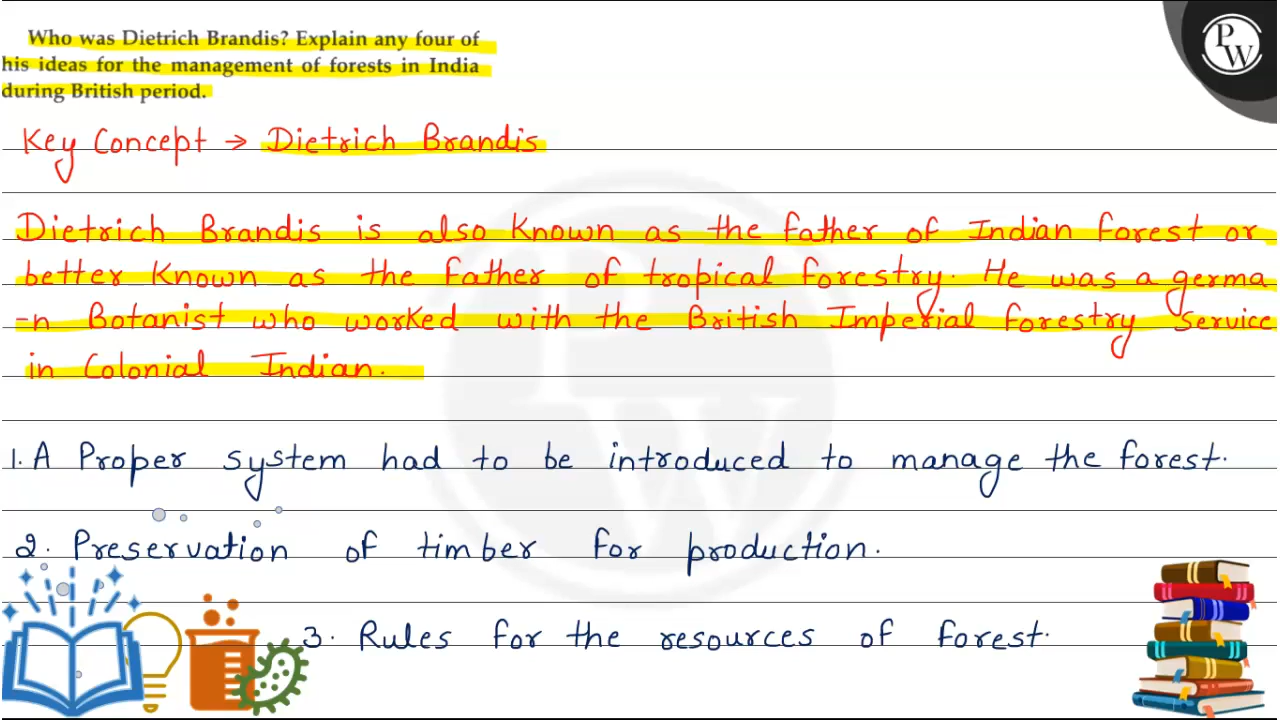 Who was Dietrich Brandis? Explain any four of
his ideas for the management of forests in India
during British period.
PW
Key Concept → Dietrich Brandis
Dietrich Brandis is also known as the father of Indian forest or
better known as the father of tropical forestry. He was a germa
-n Botanist who worked with the British Imperial forestry service
in Colonial Indian.
1. A Proper system had to be introduced to manage the forest.
2. Preservation of timber for production.
3. Rules for the resources of forest.